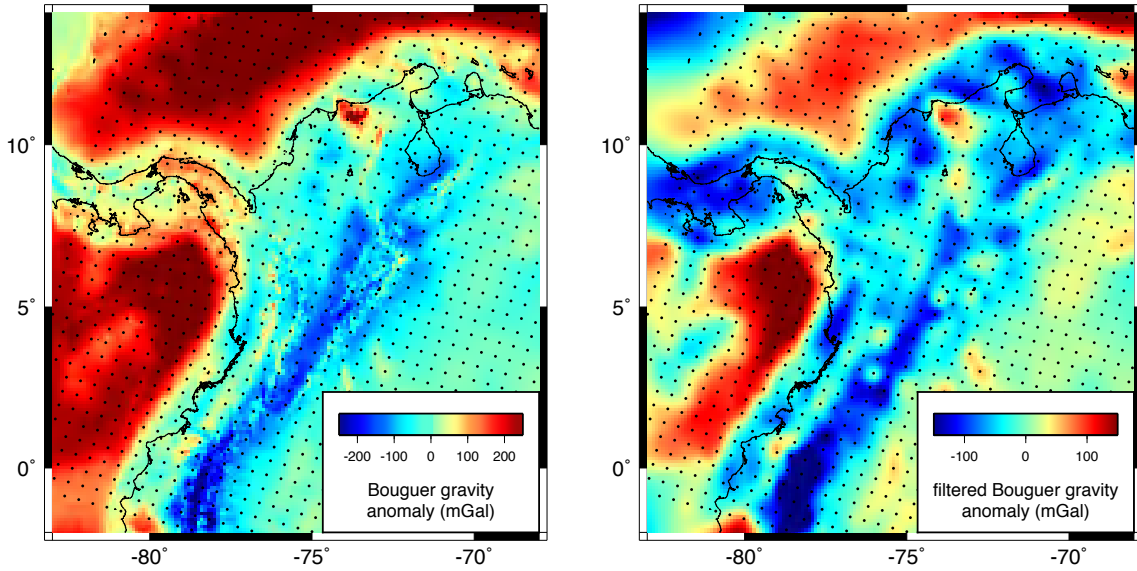 10˚
5˚
0˚
-80˚
-75˚
-70˚
-200 -100 0 100 200
Bouguer gravity
anomaly (mGal)
10˚
5˚
0˚
-80˚
-75˚
-70˚
-100 0 100
filtered Bouguer gravity
anomaly (mGal)